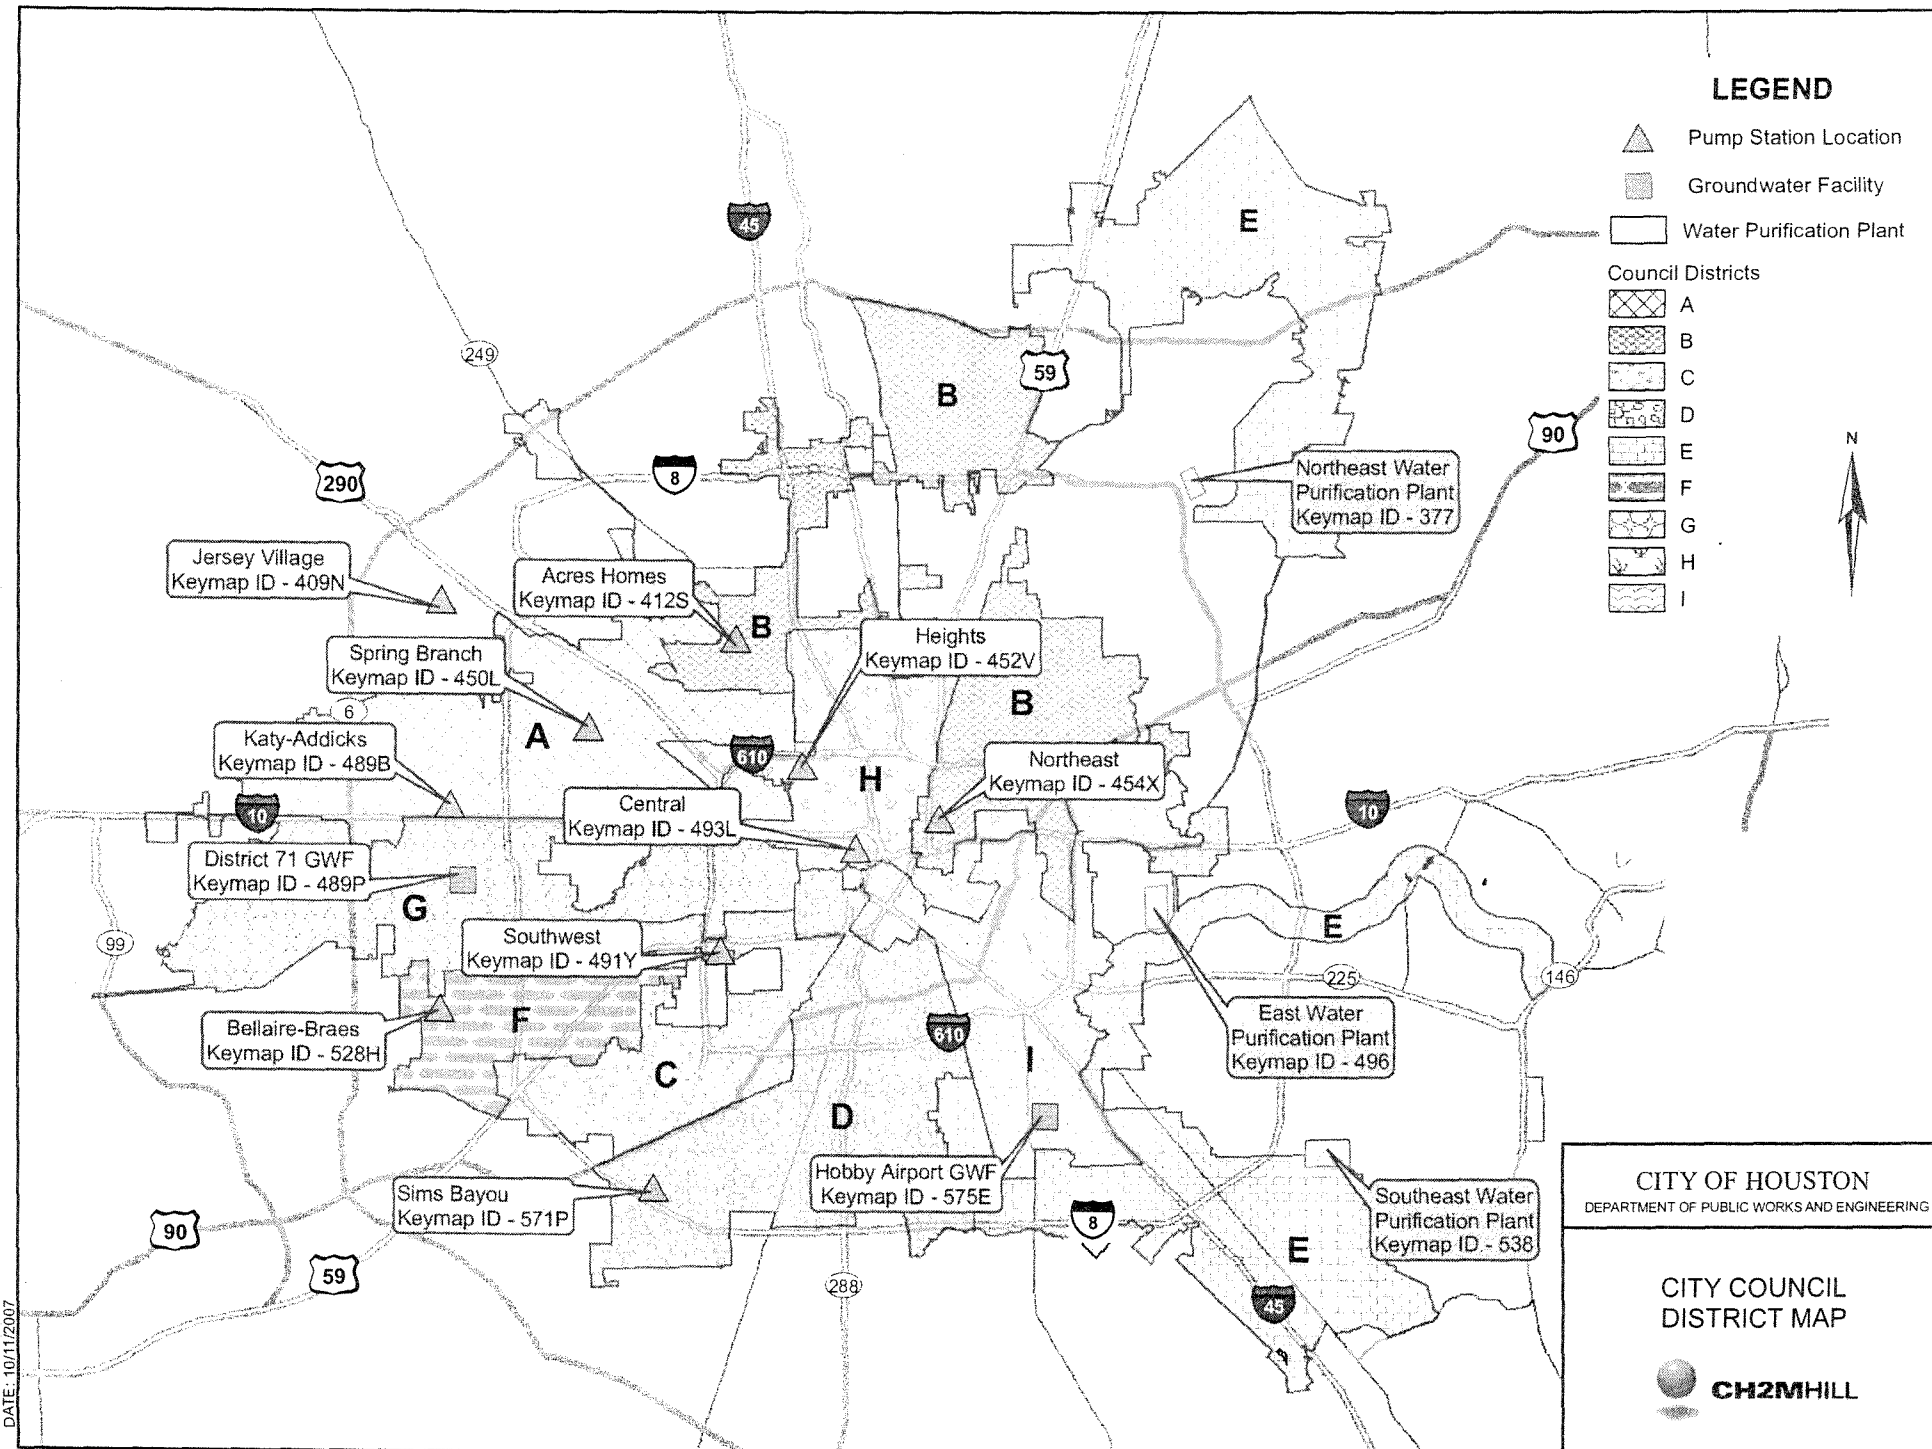 LEGEND
Pump Station Location
Groundwater Facility
Water Purification Plant
Council Districts
A
B
C
D
E
F
G
H
I
N
45
E
249
B
59
90
290
8
Northeast Water
Purification Plant
Keymap ID - 377
Jersey Village
Keymap ID - 409N
Acres Homes
Keymap ID - 412S
B
Heights
Keymap ID - 452V
Spring Branch
Keymap ID - 450L
B
6
A
Katy-Addicks
Keymap ID - 489B
610
H
Northeast
Keymap ID - 454X
10
Central
Keymap ID - 493L
10
District 71 GWF
Keymap ID - 489P
G
E
99
Southwest
Keymap ID - 491Y
225
146
Bellaire-Braes
Keymap ID - 528H
F
610
East Water
Purification Plant
Keymap ID - 496
C
I
D
Hobby Airport GWF
Keymap ID - 575E
Sims Bayou
Keymap ID - 571P
Southeast Water
Purification Plant
Keymap ID - 538
8
90
E
59
288
45
CITY OF HOUSTON
DEPARTMENT OF PUBLIC WORKS AND ENGINEERING
CITY COUNCIL
DISTRICT MAP
CH2MHILL
DATE: 10/11/2007